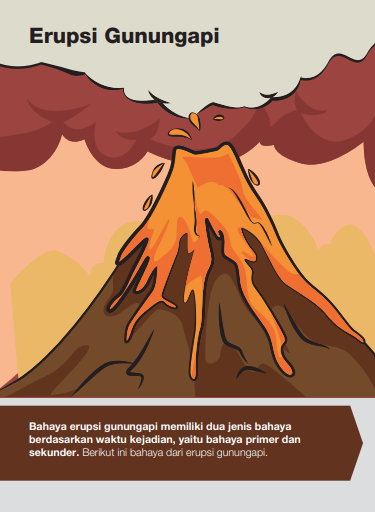 Erupsi Gunungapi
Bahaya erupsi gunungapi memiliki dua jenis bahaya
berdasarkan waktu kejadian, yaitu bahaya primer dan
sekunder. Berikut ini bahaya dari erupsi gunungapi.